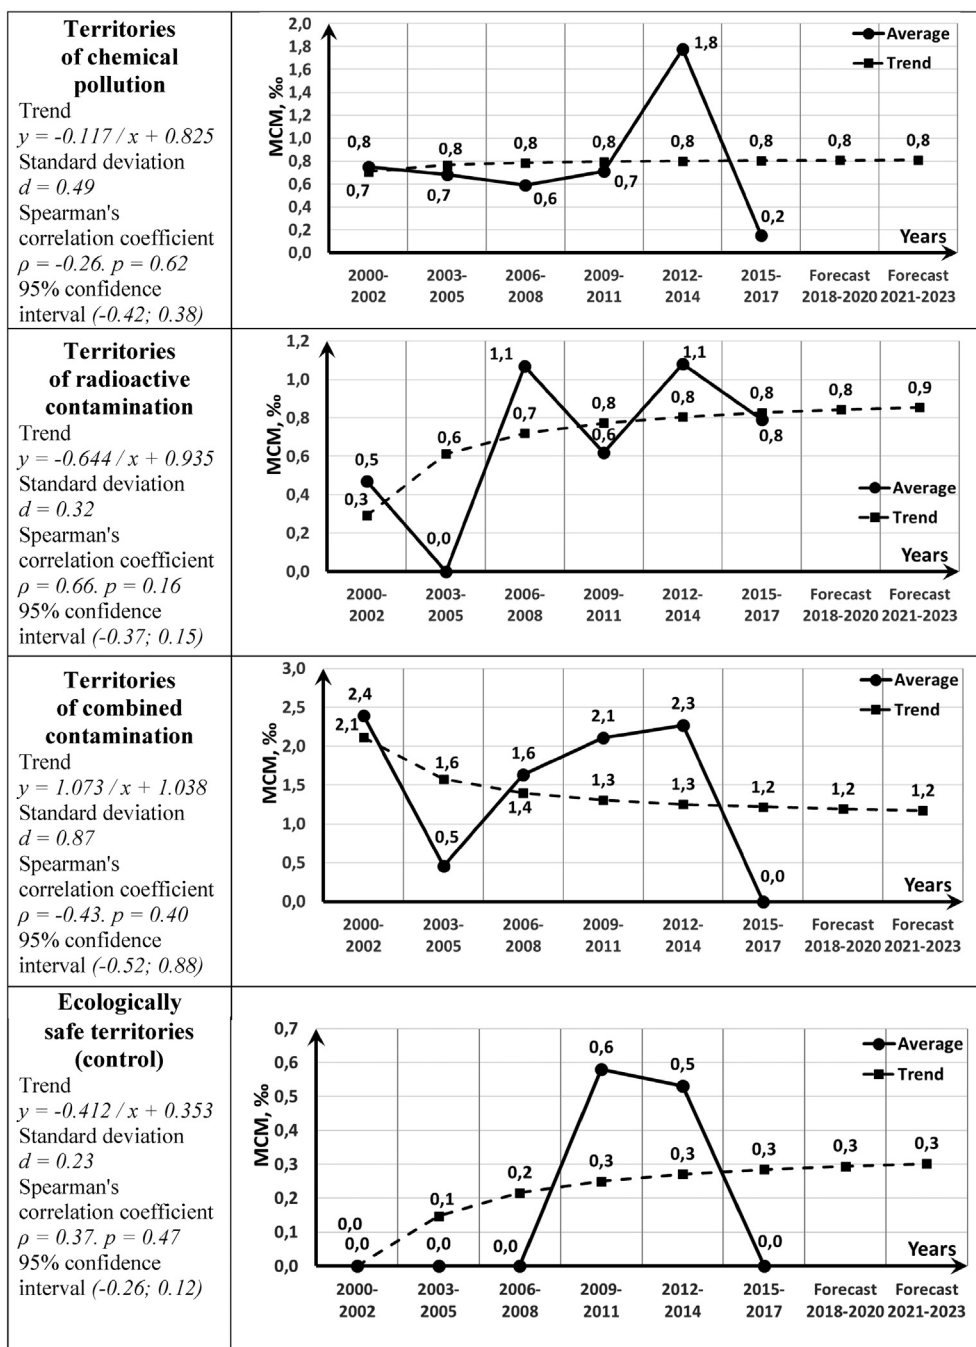 Territories
of chemical
pollution
Trend
y = -0.117 / x + 0.825
Standard deviation
d = 0.49
Spearman's
correlation coefficient
ρ = -0.26. p = 0.62
95% confidence
interval (-0.42; 0.38)
MCM, ‰
2,0
1,8
1,6
1,4
1,2
1,0
0,8
0,6
0,4
0,2
0,0
Average
Trend
1,8
0,8 0,8 0,8 0,8 0,8 0,8 0,8 0,8
0,7 0,7 0,6 0,7
0,2
Years
2000- 2003- 2006- 2009- 2012- 2015- Forecast Forecast
2002 2005 2008 2011 2014 2017 2018-2020 2021-2023
Territories
of radioactive
contamination
Trend
y = -0.644 / x + 0.935
Standard deviation
d = 0.32
Spearman's
correlation coefficient
ρ = 0.66. p = 0.16
95% confidence
interval (-0.37; 0.15)
MCM, ‰
1,2
1,0
0,8
0,6
0,4
0,2
0,0
1,1 1,1
0,5 0,6 0,7 0,8 0,8 0,8 0,8 0,9
0,3 0,0 0,6 0,8
Average
Trend
Years
2000- 2003- 2006- 2009- 2012- 2015- Forecast Forecast
2002 2005 2008 2011 2014 2017 2018-2020 2021-2023
Territories
of combined
contamination
Trend
y = 1.073 / x + 1.038
Standard deviation
d = 0.87
Spearman's
correlation coefficient
ρ = -0.43. p = 0.40
95% confidence
interval (-0.52; 0.88)
MCM, ‰
3,0
2,5
2,0
1,5
1,0
0,5
0,0
Average
Trend
2,4 2,1 2,3
2,1 1,6 1,6
1,4 1,3 1,3 1,2 1,2 1,2
0,5 0,0
Years
2000- 2003- 2006- 2009- 2012- 2015- Forecast Forecast
2002 2005 2008 2011 2014 2017 2018-2020 2021-2023
Ecologically
safe territories
(control)
Trend
y = -0.412 / x + 0.353
Standard deviation
d = 0.23
Spearman's
correlation coefficient
ρ = 0.37. p = 0.47
95% confidence
interval (-0.26; 0.12)
MCM, ‰
0,7
0,6
0,5
0,4
0,3
0,2
0,1
0,0
Average
Trend
0,6 0,5
0,0 0,1 0,2 0,3 0,3 0,3 0,3 0,3
0,0 0,0 0,0 0,0
Years
2000- 2003- 2006- 2009- 2012- 2015- Forecast Forecast
2002 2005 2008 2011 2014 2017 2018-2020 2021-2023